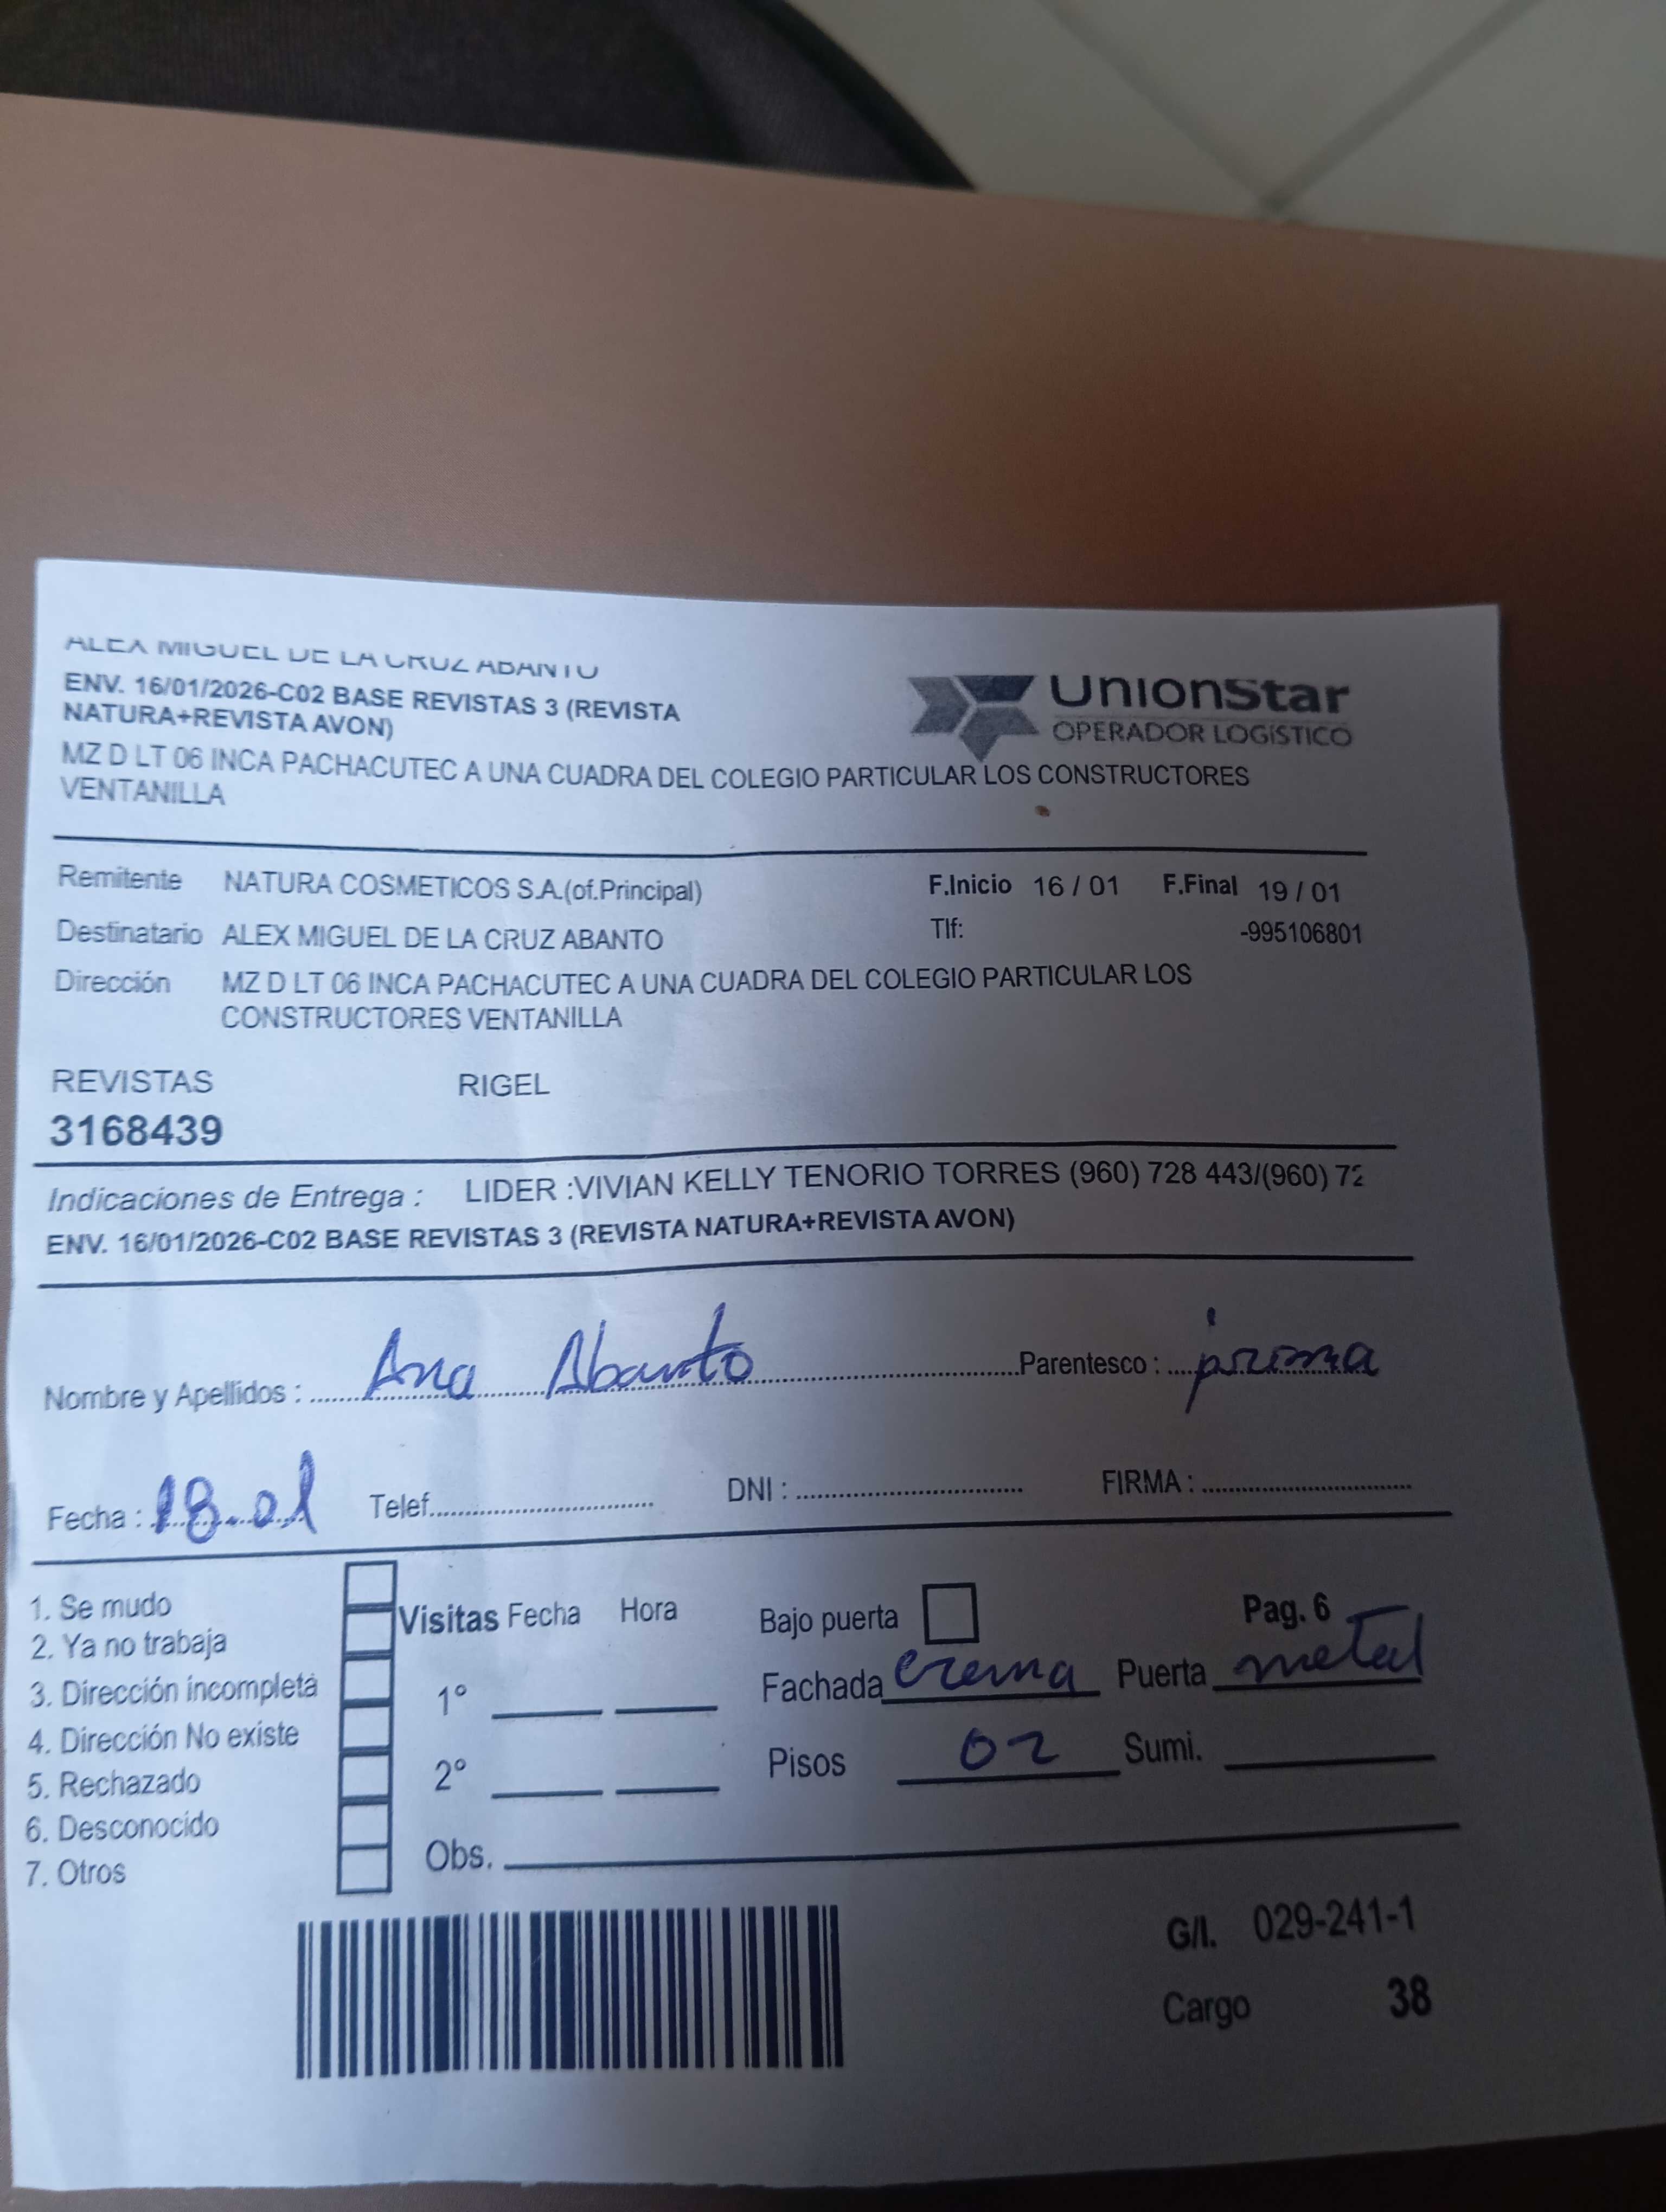 ALEX MIGUEL DE LA CRUZ ABANTO
ENV. 16/01/2026-C02 BASE REVISTAS 3 (REVISTA
NATURA+REVISTA AVON)
UnionStar
OPERADOR LOGÍSTICO
MZ D LT 06 INCA PACHACUTEC A UNA CUADRA DEL COLEGIO PARTICULAR LOS CONSTRUCTORES
VENTANILLA
Remitente NATURA COSMETICOS S.A.(of.Principal) F.Inicio 16 / 01 F.Final 19 / 01
Destinatario ALEX MIGUEL DE LA CRUZ ABANTO Tlf: -995106801
Dirección MZ D LT 06 INCA PACHACUTEC A UNA CUADRA DEL COLEGIO PARTICULAR LOS
CONSTRUCTORES VENTANILLA
REVISTAS RIGEL
3168439
Indicaciones de Entrega : LIDER :VIVIAN KELLY TENORIO TORRES (960) 728 443/(960) 72
ENV. 16/01/2026-C02 BASE REVISTAS 3 (REVISTA NATURA+REVISTA AVON)
Nombre y Apellidos : Ana Abanto Parentesco : prima
Fecha : 18-01 Telef. DNI : FIRMA :
1. Se mudo
2. Ya no trabaja
3. Dirección incompleta
4. Dirección No existe
5. Rechazado
6. Desconocido
7. Otros
Visitas Fecha Hora
1°
2°
Obs.
Bajo puerta Pag. 6
Fachada crema Puerta metal
Pisos 02 Sumi.
G/I. 029-241-1
Cargo 38